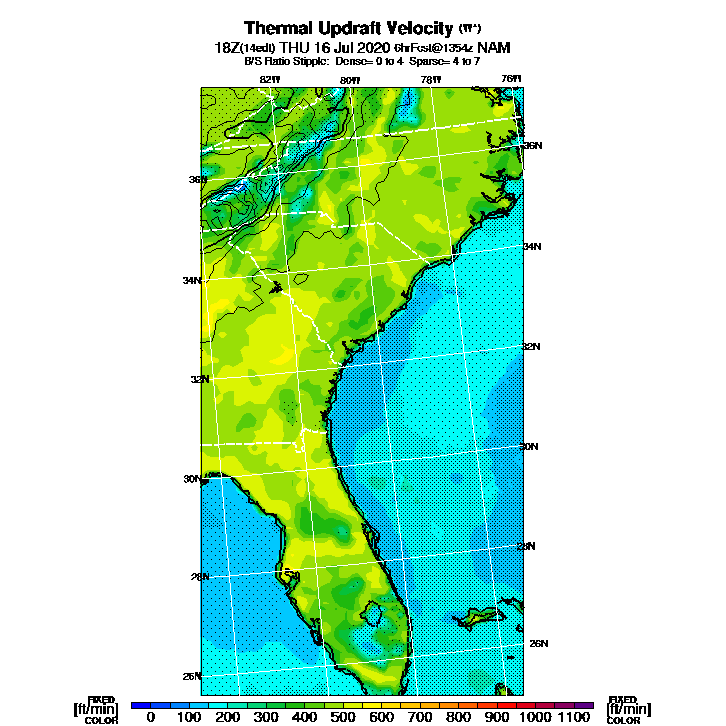 Thermal Updraft Velocity (W*)
18Z(14edt) THU 16 Jul 2020 6hrFcst@1354z NAM
B/S Ratio Stipple: Dense= 0 to 4 Sparse= 4 to 7
82W 80W 78W 76W
36N
36N
34N
34N
32N
32N
30N
30N
28N
28N
26N
26N
FIXED FIXED
[ft/min] [ft/min]
COLOR COLOR
0 100 200 300 400 500 600 700 800 900 1000 1100